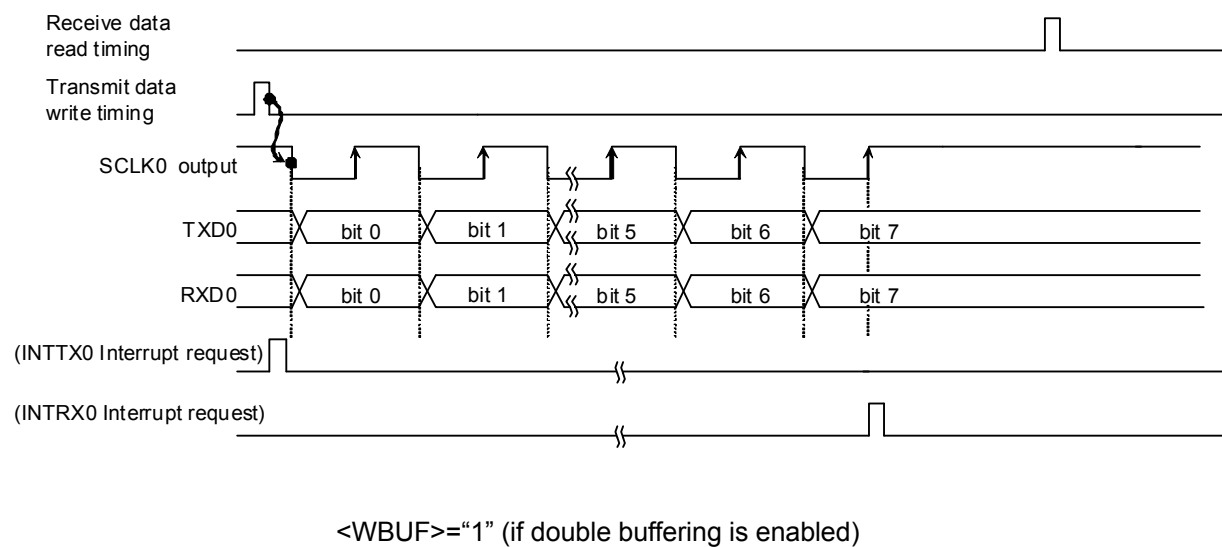 Receive data
read timing
Transmit data
write timing
SCLK0 output
TXD0 bit 0 bit 1 bit 5 bit 6 bit 7
RXD0 bit 0 bit 1 bit 5 bit 6 bit 7
(INTTX0 Interrupt request)
(INTRX0 Interrupt request)
<WBUF>=“1” (if double buffering is enabled)